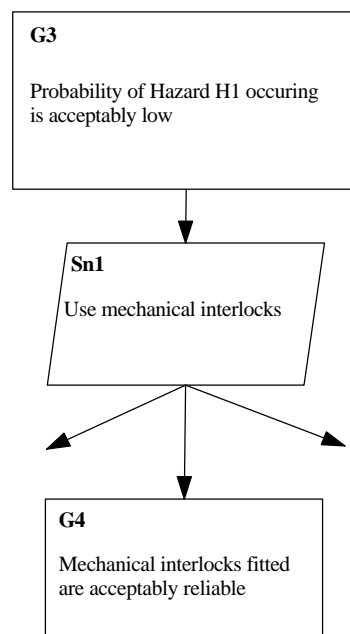 G3
Probability of Hazard H1 occuring
is acceptably low
Sn1
Use mechanical interlocks
G4
Mechanical interlocks fitted
are acceptably reliable